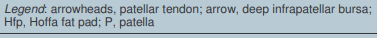 Legend: arrowheads, patellar tendon; arrow, deep infrapatellar bursa;
Hfp, Hoffa fat pad; P, patella